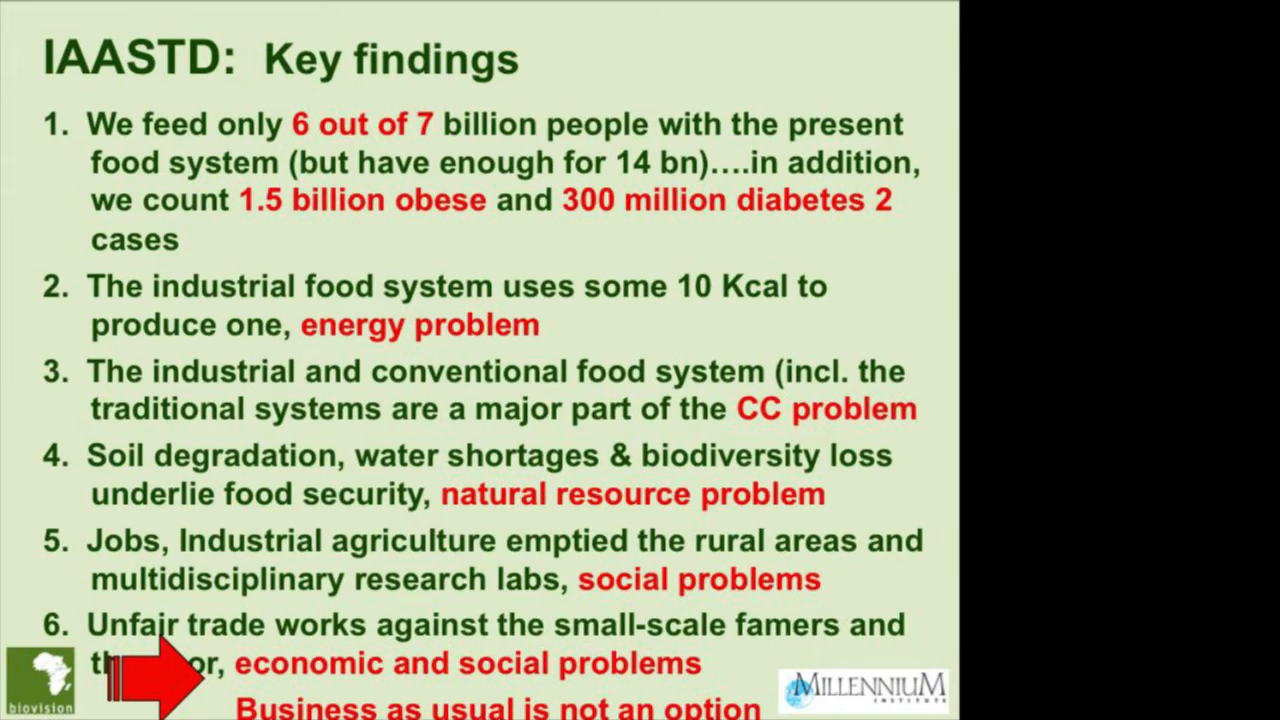 IAASTD: Key findings
1. We feed only 6 out of 7 billion people with the present
food system (but have enough for 14 bn)....in addition,
we count 1.5 billion obese and 300 million diabetes 2
cases
2. The industrial food system uses some 10 Kcal to
produce one, energy problem
3. The industrial and conventional food system (incl. the
traditional systems are a major part of the CC problem
4. Soil degradation, water shortages & biodiversity loss
underlie food security, natural resource problem
5. Jobs, Industrial agriculture emptied the rural areas and
multidisciplinary research labs, social problems
6. Unfair trade works against the small-scale famers and
economic and social problems
Business as usual is not an option
biovision
MILLENNIUM
INSTITUTE